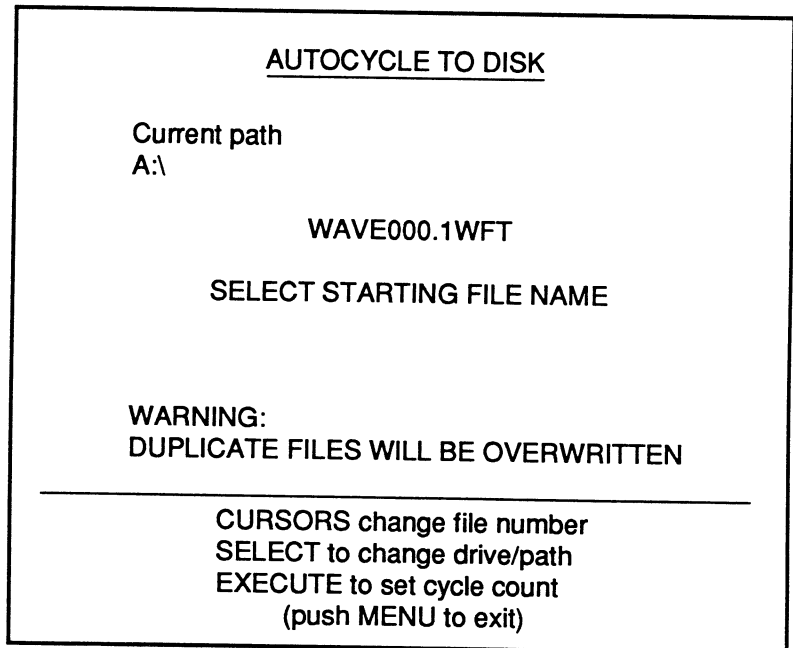 AUTOCYCLE TO DISK
Current path
A:\
WAVE000.1WFT
SELECT STARTING FILE NAME
WARNING:
DUPLICATE FILES WILL BE OVERWRITTEN
CURSORS change file number
SELECT to change drive/path
EXECUTE to set cycle count
(push MENU to exit)